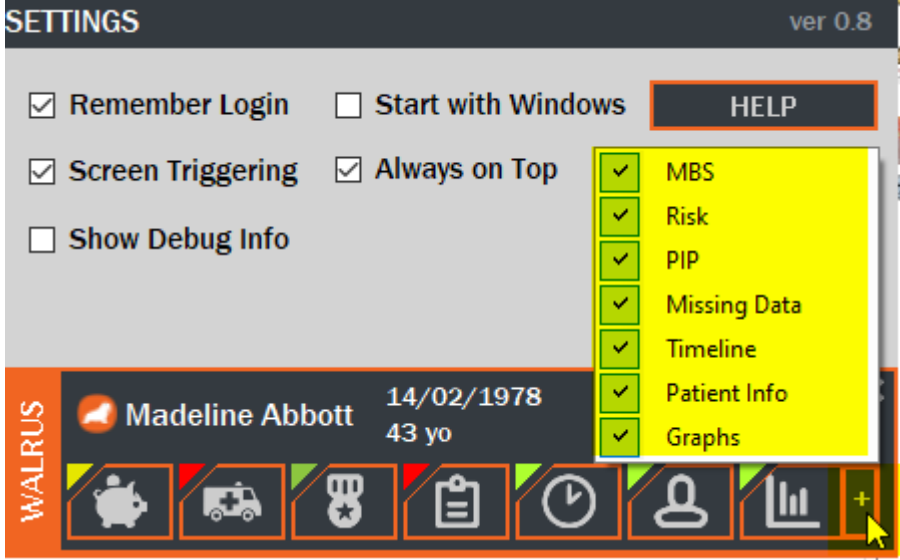 SETTINGS ver 0.8
Remember Login Start with Windows HELP
Screen Triggering Always on Top
Show Debug Info
MBS
Risk
PIP
Missing Data
Timeline
Patient Info
Graphs
WALRUS
Madeline Abbott
14/02/1978
43 yo
+